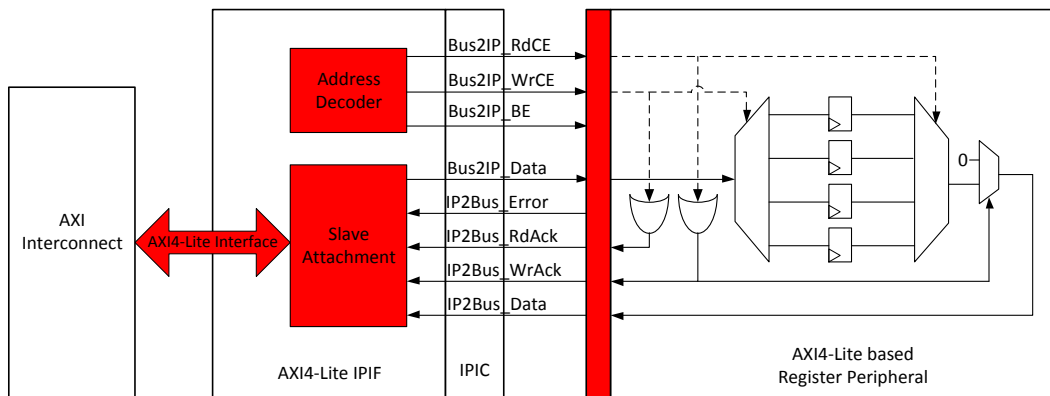 Bus2IP_RdCE
Bus2IP_WrCE
Bus2IP_BE
Address
Decoder
Bus2IP_Data
IP2Bus_Error
IP2Bus_RdAck
IP2Bus_WrAck
IP2Bus_Data
Slave
Attachment
AXI
Interconnect
AXI4-Lite Interface
0
AXI4-Lite IPIF
IPIC
AXI4-Lite based
Register Peripheral